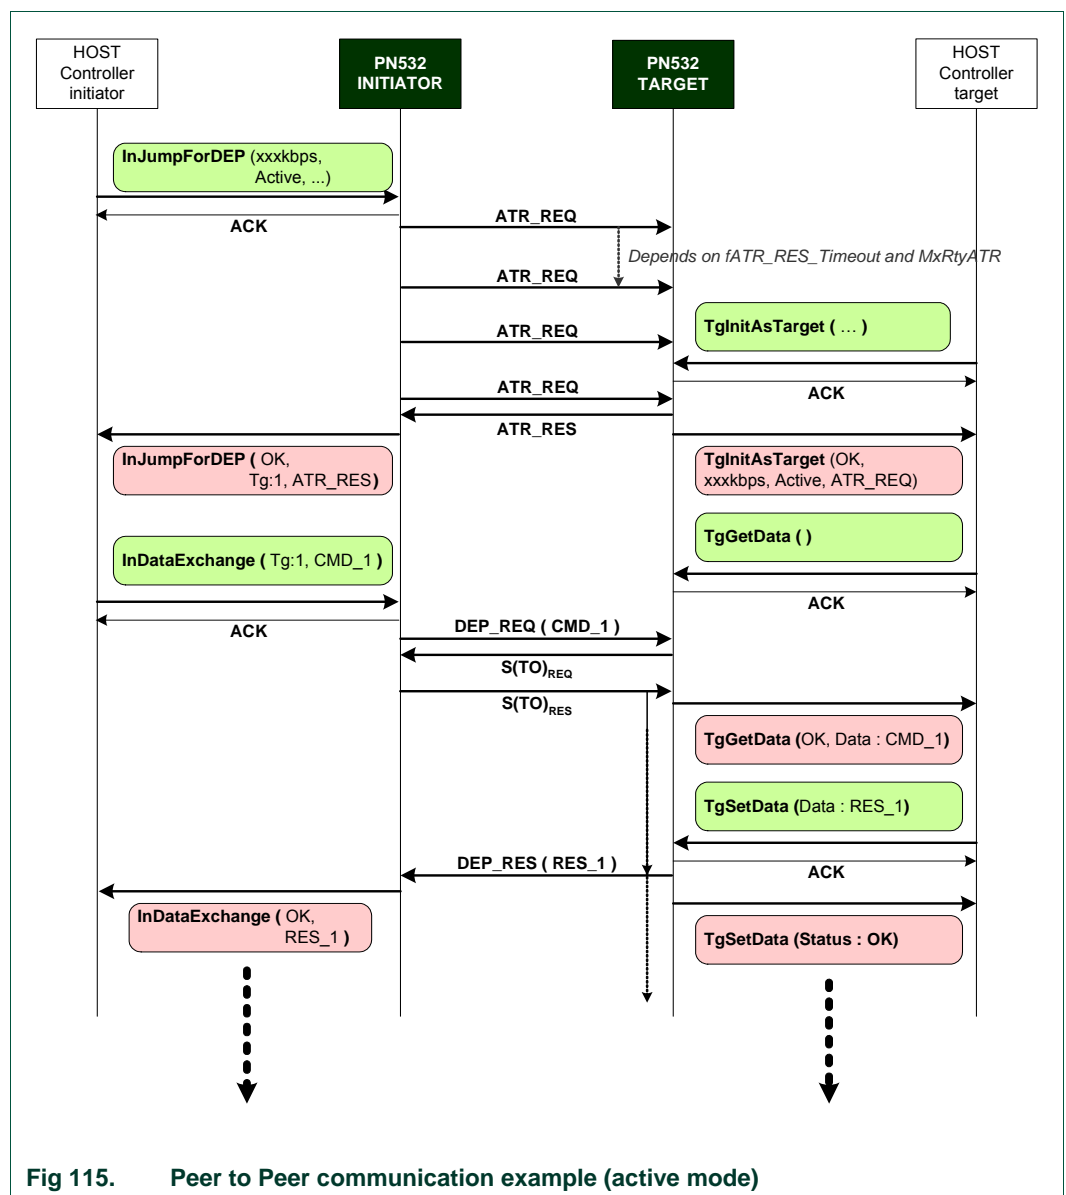 HOST
Controller
initiator
PN532
INITIATOR
PN532
TARGET
HOST
Controller
target
InJumpForDEP (xxxkbps,
Active, ...)
ACK
ATR_REQ
Depends on fATR_RES_Timeout and MxRtyATR
ATR_REQ
TgInitAsTarget ( … )
ATR_REQ
ACK
ATR_REQ
ATR_RES
InJumpForDEP ( OK,
Tg:1, ATR_RES)
TgInitAsTarget (OK,
xxxkbps, Active, ATR_REQ)
TgGetData ( )
InDataExchange ( Tg:1, CMD_1 )
ACK
ACK
DEP_REQ ( CMD_1 )
S(TO)REQ
S(TO)RES
TgGetData (OK, Data : CMD_1)
TgSetData (Data : RES_1)
DEP_RES ( RES_1 )
ACK
InDataExchange ( OK,
RES_1 )
TgSetData (Status : OK)
Fig 115. Peer to Peer communication example (active mode)